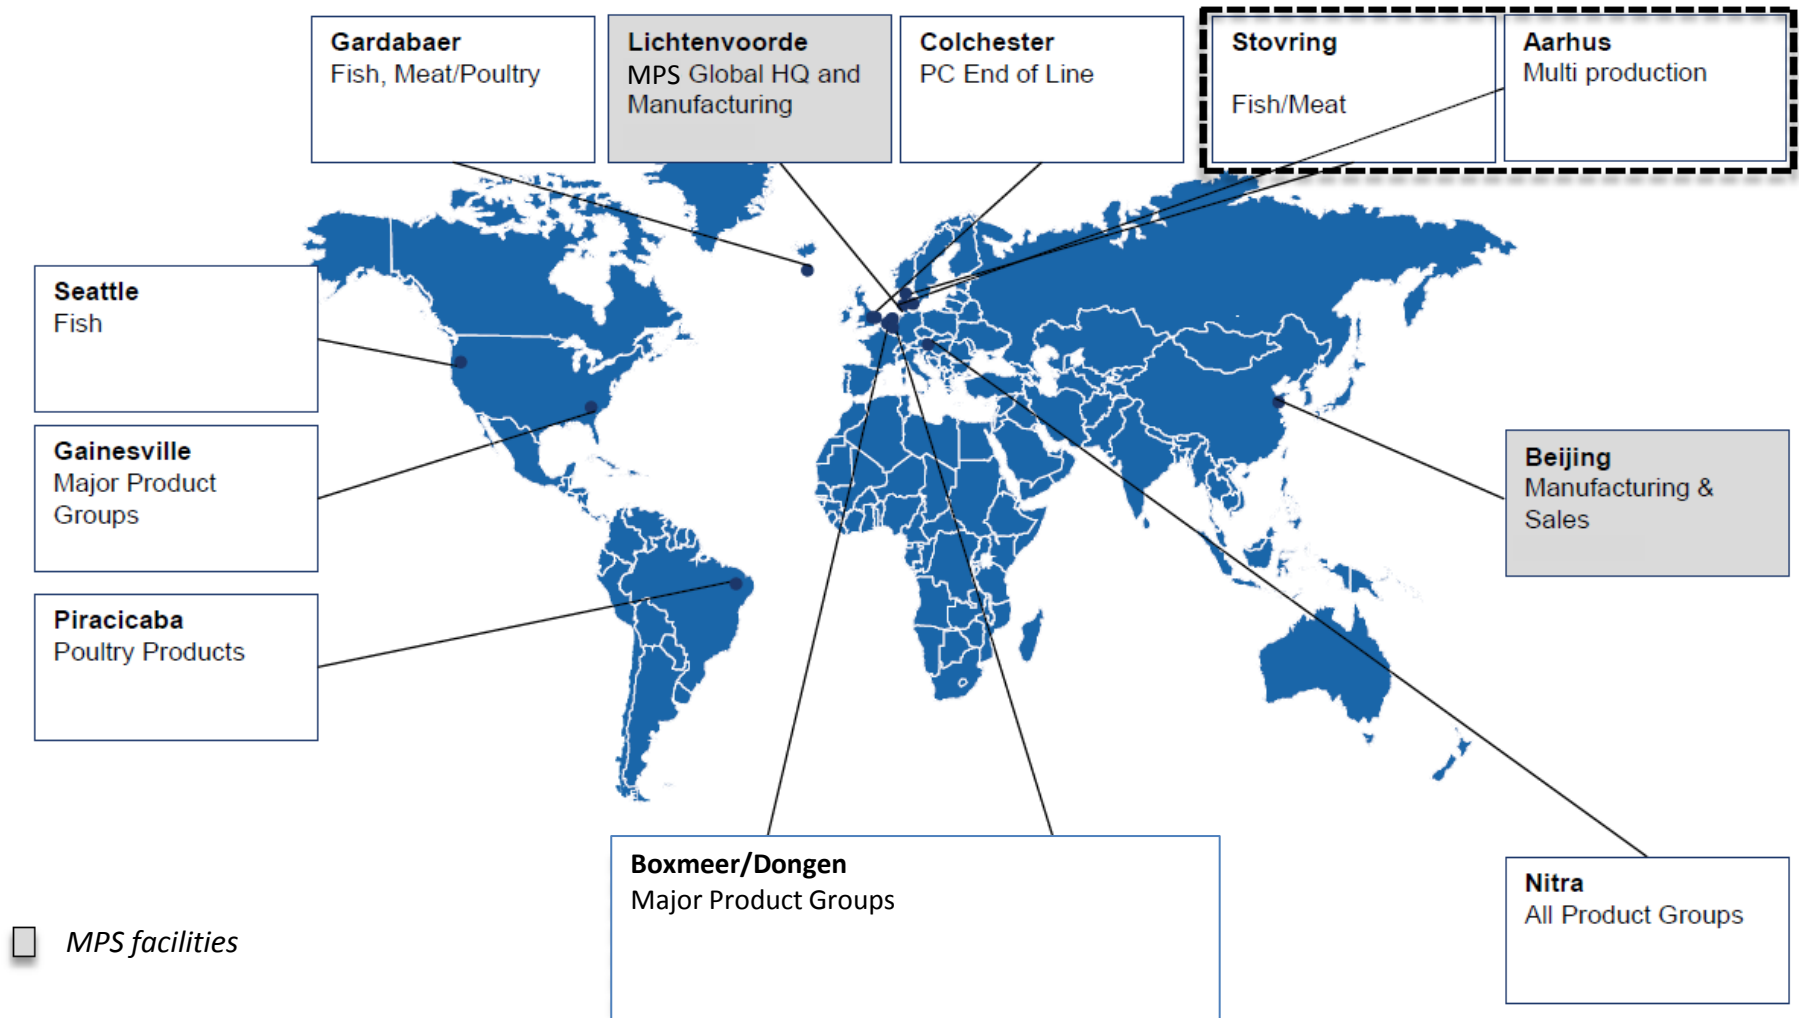 Gardabaer
Fish, Meat/Poultry
Lichtenvoorde
MPS Global HQ and
Manufacturing
Colchester
PC End of Line
Stovring
Fish/Meat
Aarhus
Multi production
Seattle
Fish
Gainesville
Major Product
Groups
Piracicaba
Poultry Products
Beijing
Manufacturing &
Sales
Boxmeer/Dongen
Major Product Groups
Nitra
All Product Groups
MPS facilities